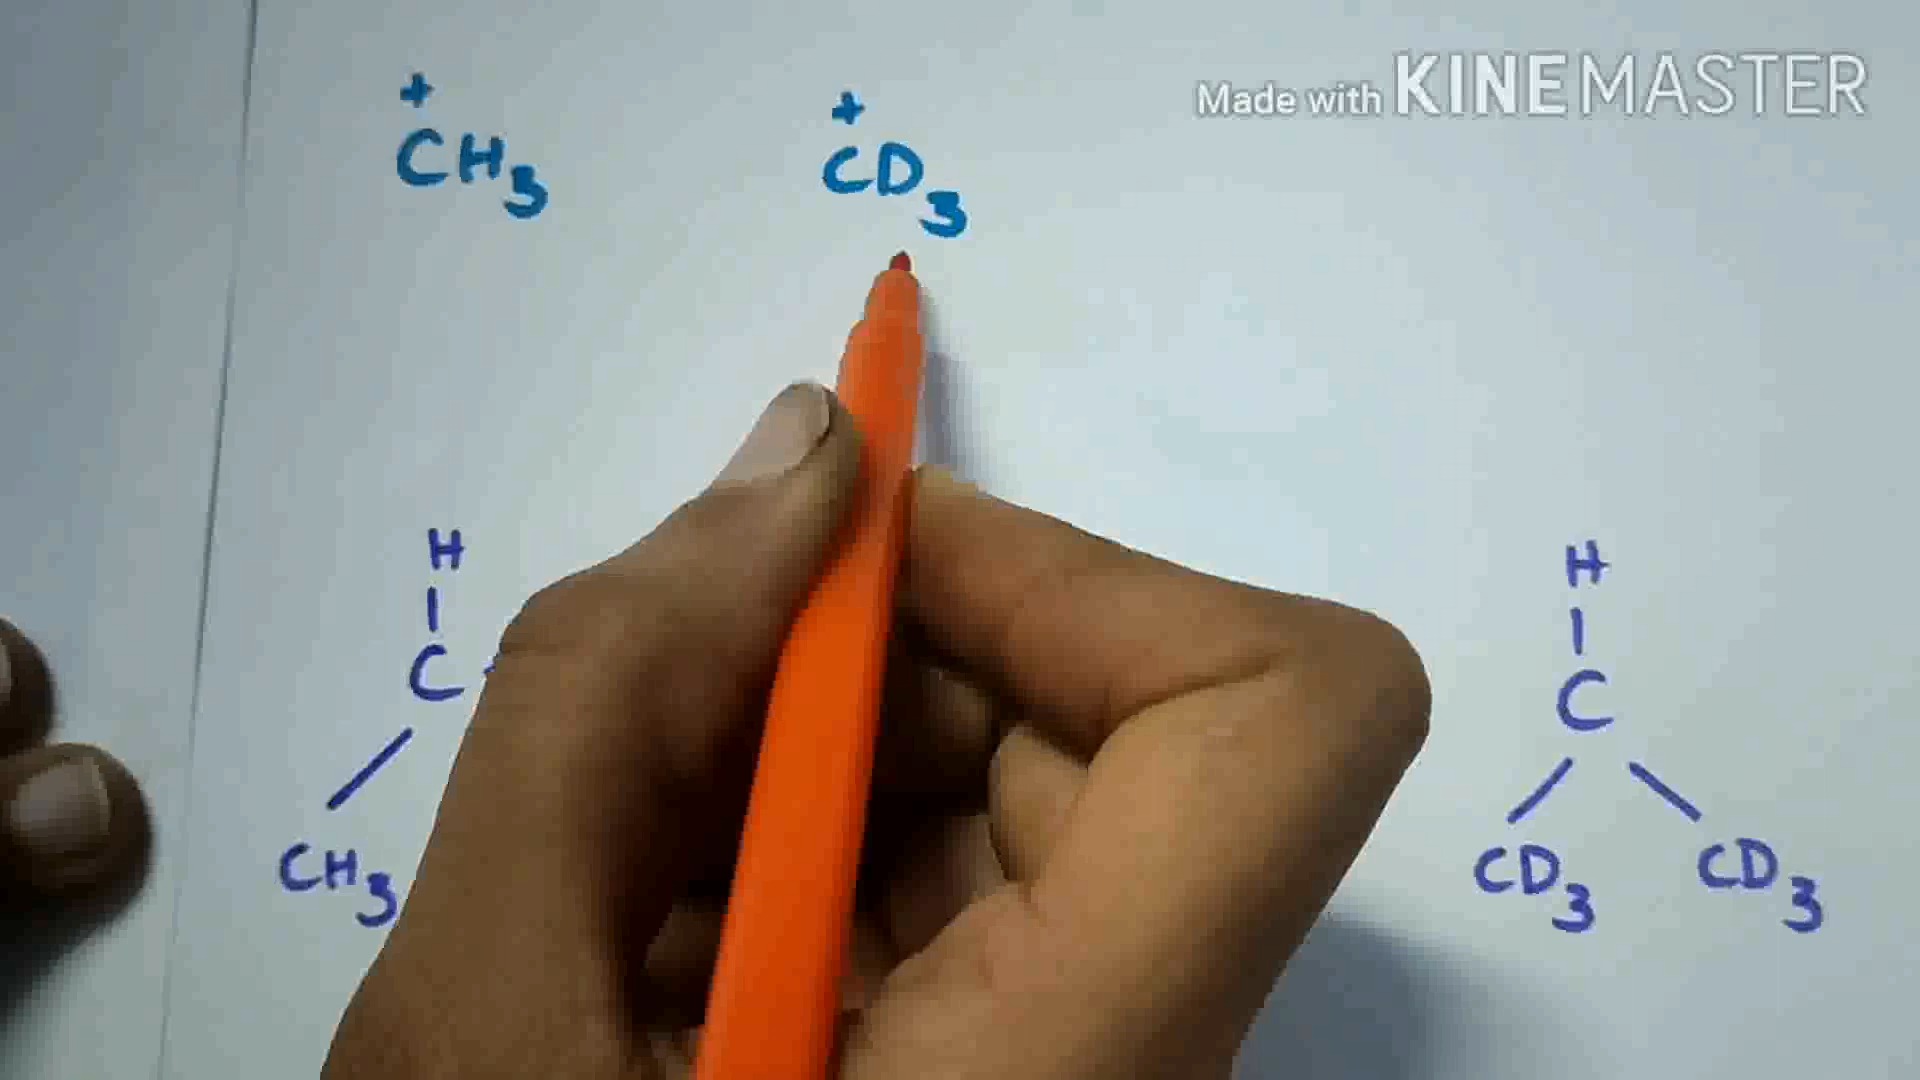 Made with KINEMASTER
+ +
CH3 CD3
H H
C C
CH3 CD3 CD3